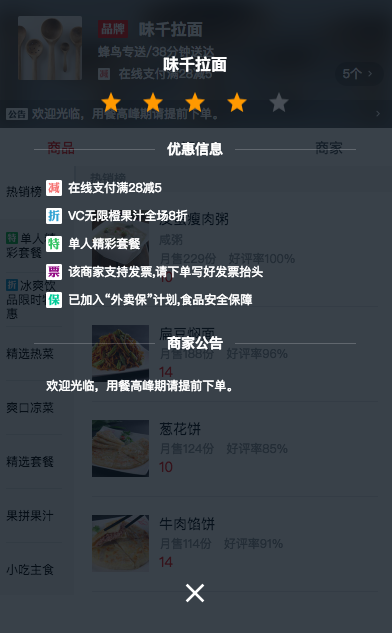 品牌 味千拉面
蜂鸟专送/38分钟送达
减 在线支付满28减5
5个 >
味千拉面
公告 欢迎光临，用餐高峰期请提前下单。 >
商品
商家
优惠信息
减 在线支付满28减5
折 VC无限橙果汁全场8折
特 单人精彩套餐
票 该商家支持发票,请下单写好发票抬头
保 已加入“外卖保”计划,食品安全保障
商家公告
欢迎光临，用餐高峰期请提前下单。
热销榜
特 单人精
彩套餐
折 冰爽饮
品限时特
惠
精选热菜
爽口凉菜
精选套餐
果拼果汁
小吃主食
热销榜
瘦肉粥
咸粥
月售229份 好评率100%
10
扁豆焖面
月售188份 好评率96%
14
葱花饼
月售124份 好评率85%
10
牛肉馅饼
月售114份 好评率91%
14